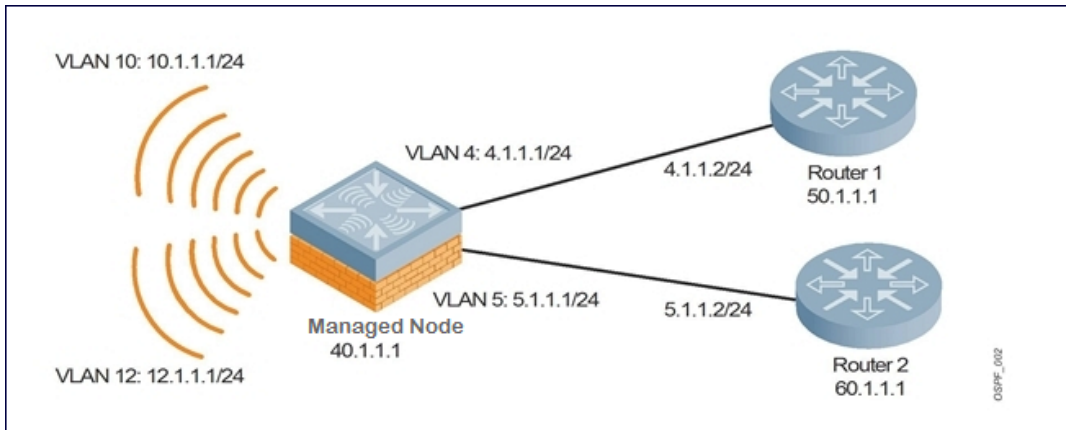 VLAN 10: 10.1.1.1/24
VLAN 4: 4.1.1.1/24
4.1.1.2/24
Router 1
50.1.1.1
VLAN 5: 5.1.1.1/24
5.1.1.2/24
Managed Node
40.1.1.1
VLAN 12: 12.1.1.1/24
Router 2
60.1.1.1
OSPF_002